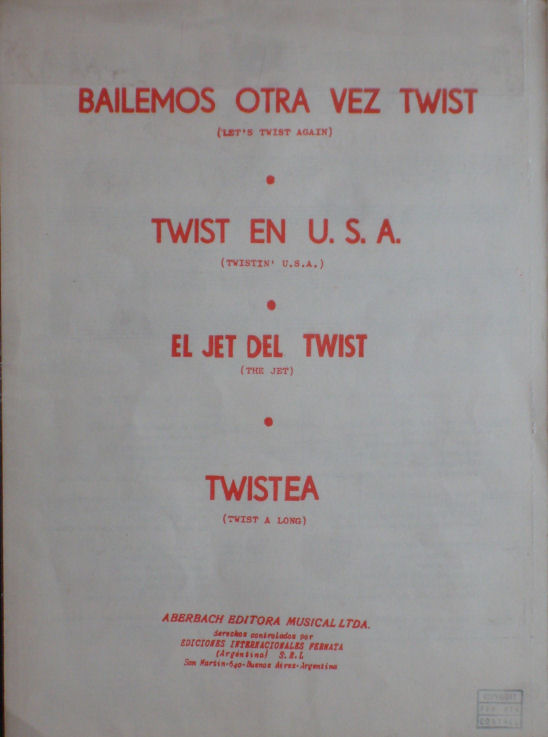 BAILEMOS OTRA VEZ TWIST
(LET'S TWIST AGAIN)
TWIST EN U. S. A.
(TWISTIN' U.S.A.)
EL JET DEL TWIST
(THE JET)
TWISTEA
(TWIST A LONG)
ABERBACH EDITORA MUSICAL LTDA.
derechos controlados por
EDICIONES INTERNACIONALES FERMATA
(Argentina) S. R. L
San Martin-640-Buenos Aires-Argentina